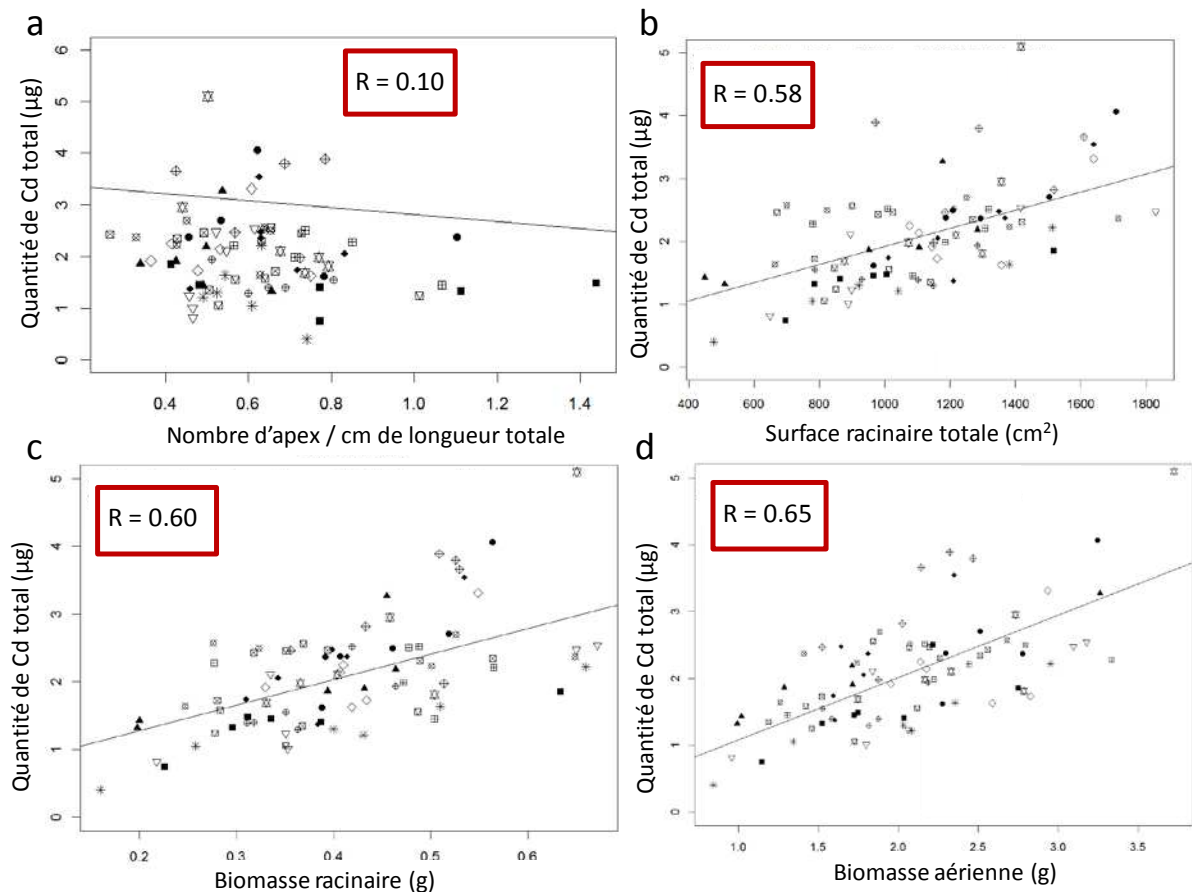 a
R = 0.10
Quantité de Cd total (µg)
6
5
4
3
2
1
0
0.4 0.6 0.8 1.0 1.2 1.4
Nombre d'apex / cm de longueur totale
b
R = 0.58
Quantité de Cd total (µg)
5
4
3
2
1
0
400 600 800 1000 1200 1400 1600 1800
Surface racinaire totale (cm²)
c
R = 0.60
Quantité de Cd total (µg)
5
4
3
2
1
0
0.2 0.3 0.4 0.5 0.6
Biomasse racinaire (g)
d
R = 0.65
Quantité de Cd total (µg)
5
4
3
2
1
0
1.0 1.5 2.0 2.5 3.0 3.5
Biomasse aérienne (g)